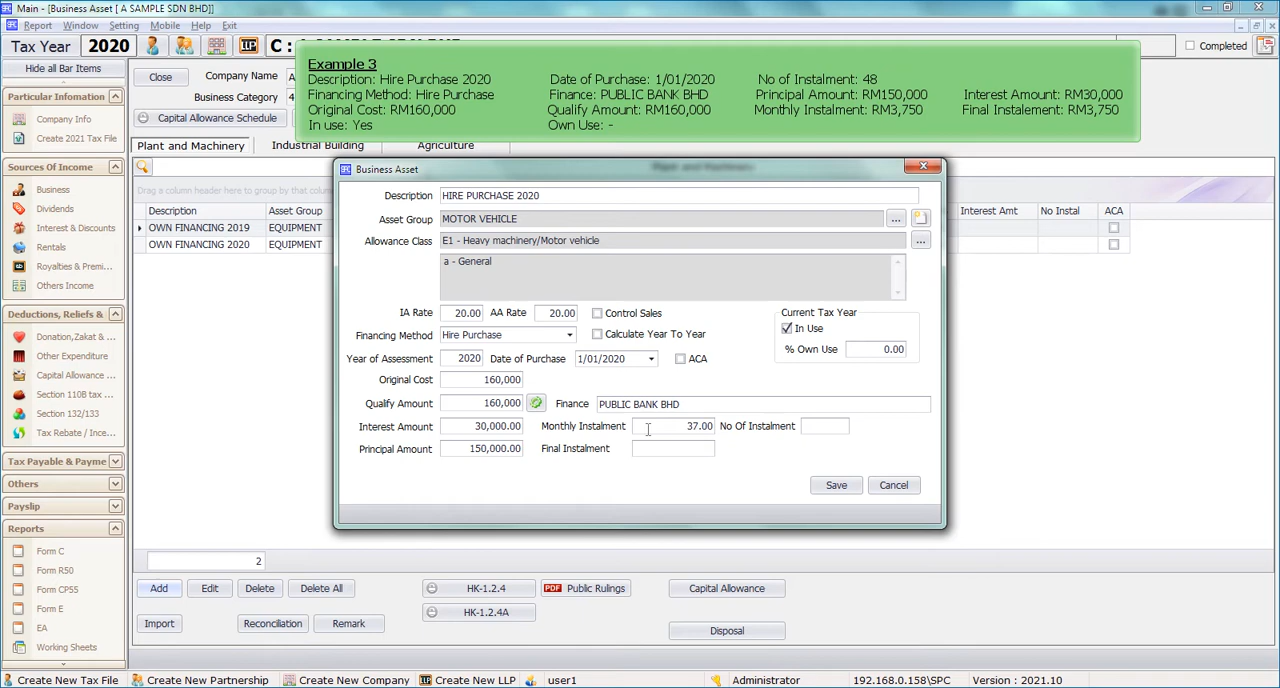 Main - [Business Asset [ A SAMPLE SDN BHD]]
Report Window Setting Mobile Help Exit
Tax Year 2020 C : Completed
Example 3
Description: Hire Purchase 2020 Date of Purchase: 1/01/2020 No of Instalment: 48
Financing Method: Hire Purchase Finance: PUBLIC BANK BHD Principal Amount: RM150,000 Interest Amount: RM30,000
Original Cost: RM160,000 Qualify Amount: RM160,000 Monthly Instalment: RM3,750 Final Instalement: RM3,750
In use: Yes Own Use: -
Hide all Bar Items
Close Company Name A
Business Category 4
Capital Allowance Schedule
Plant and Machinery Industrial Building Agriculture
Particular Infomation
Company Info
Create 2021 Tax File
Sources Of Income
Business
Dividends
Interest & Discounts
Rentals
Royalties & Premi...
Others Income
Deductions, Reliefs &
Donation,Zakat & ...
Other Expenditure
Capital Allowance ...
Section 110B tax ...
Section 132/133
Tax Rebate / Ince...
Tax Payable & Payme
Others
Payslip
Reports
Form C
Form R50
Form CP55
Form E
EA
Working Sheets
Drag a column header here to group by that colum
Description Asset Group Interest Amt No Instal ACA
OWN FINANCING 2019 EQUIPMENT
OWN FINANCING 2020 EQUIPMENT
Business Asset
Description HIRE PURCHASE 2020
Asset Group MOTOR VEHICLE ...
Allowance Class E1 - Heavy machinery/Motor vehicle ...
a - General
IA Rate 20.00 AA Rate 20.00 Control Sales
Financing Method Hire Purchase Calculate Year To Year
Current Tax Year
In Use
% Own Use 0.00
Year of Assessment 2020 Date of Purchase 1/01/2020 ACA
Original Cost 160,000
Qualify Amount 160,000 Finance PUBLIC BANK BHD
Interest Amount 30,000.00 Monthly Instalment 37.00 No Of Instalment
Principal Amount 150,000.00 Final Instalment
Save Cancel
2
Add Edit Delete Delete All HK-1.2.4 PDF Public Rulings Capital Allowance
HK-1.2.4A
Import Reconciliation Remark Disposal
Create New Tax File Create New Partnership Create New Company LLP Create New LLP user1 Administrator 192.168.0.158\SPC Version : 2021.10